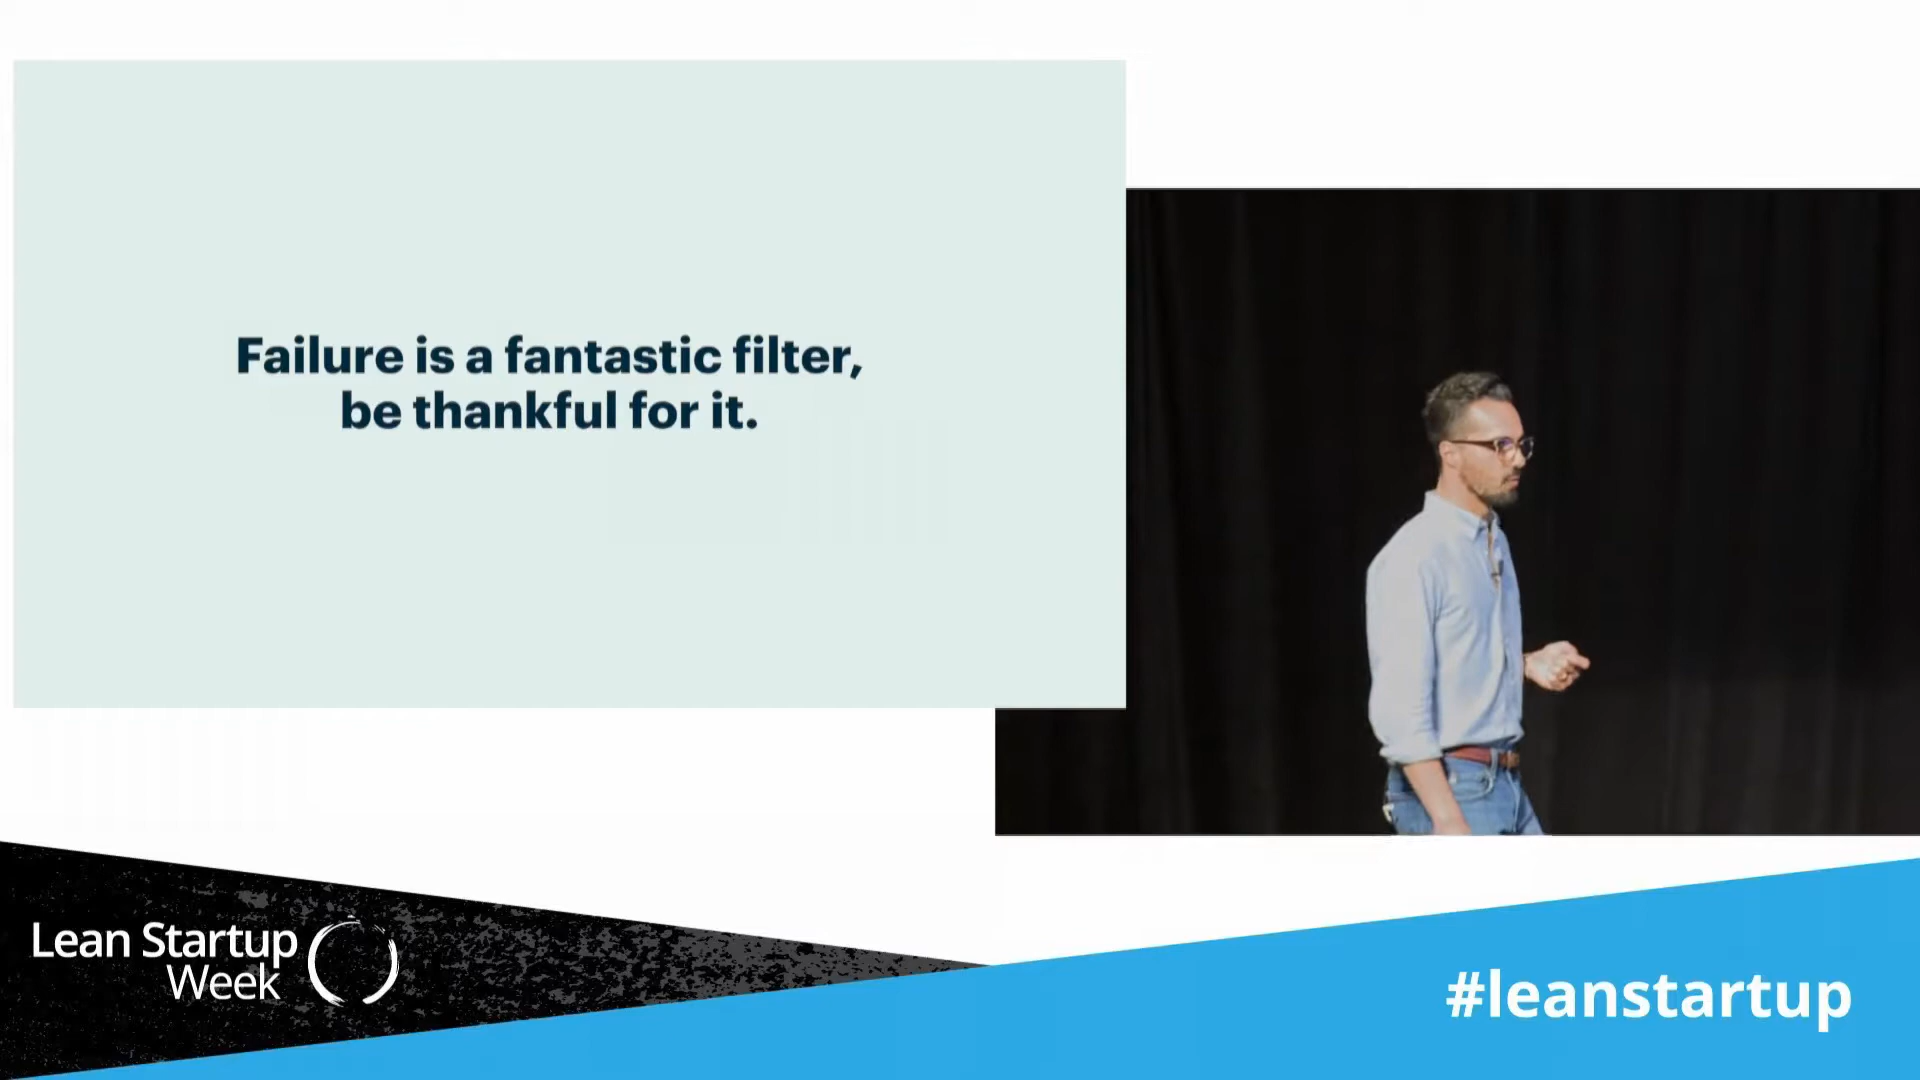 Failure is a fantastic filter,
be thankful for it.
Lean Startup
Week
#leanstartup